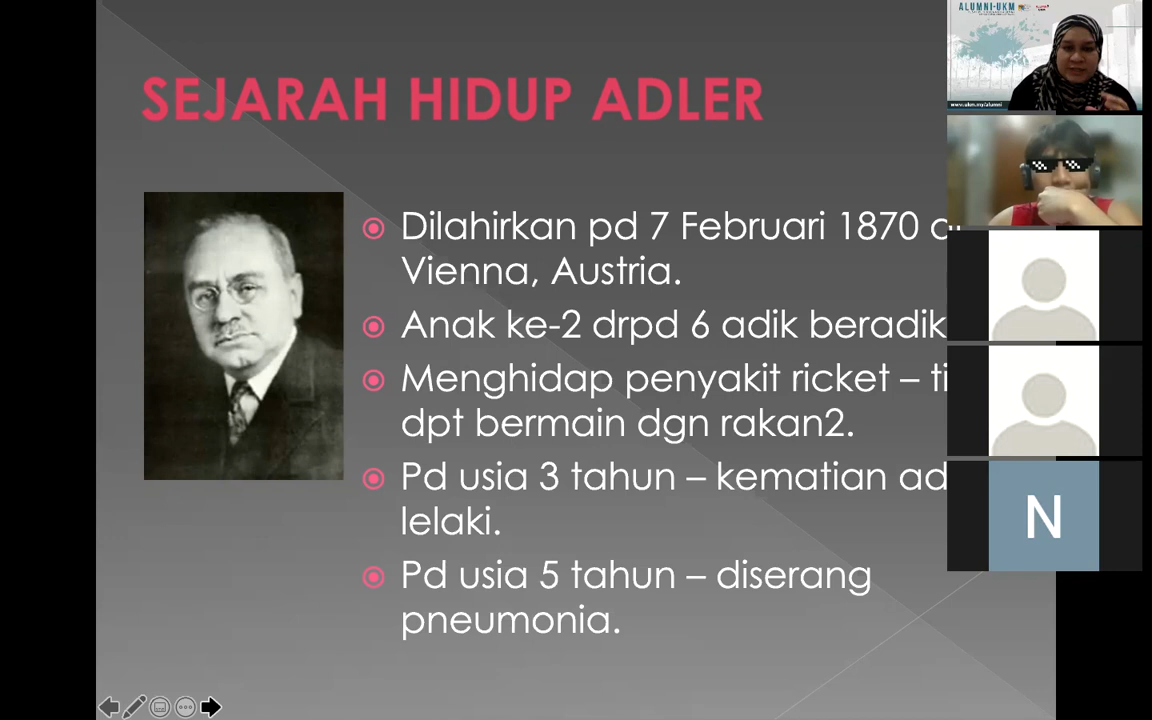 SEJARAH HIDUP ADLER
Dilahirkan pd 7 Februari 1870
Vienna, Austria.
Anak ke-2 drpd 6 adik beradik
Menghidap penyakit ricket –
dpt bermain dgn rakan2.
Pd usia 3 tahun – kematian
lelaki.
Pd usia 5 tahun – diserang
pneumonia.
ALUMNI-UKM
www.ukm.my/alumni
N